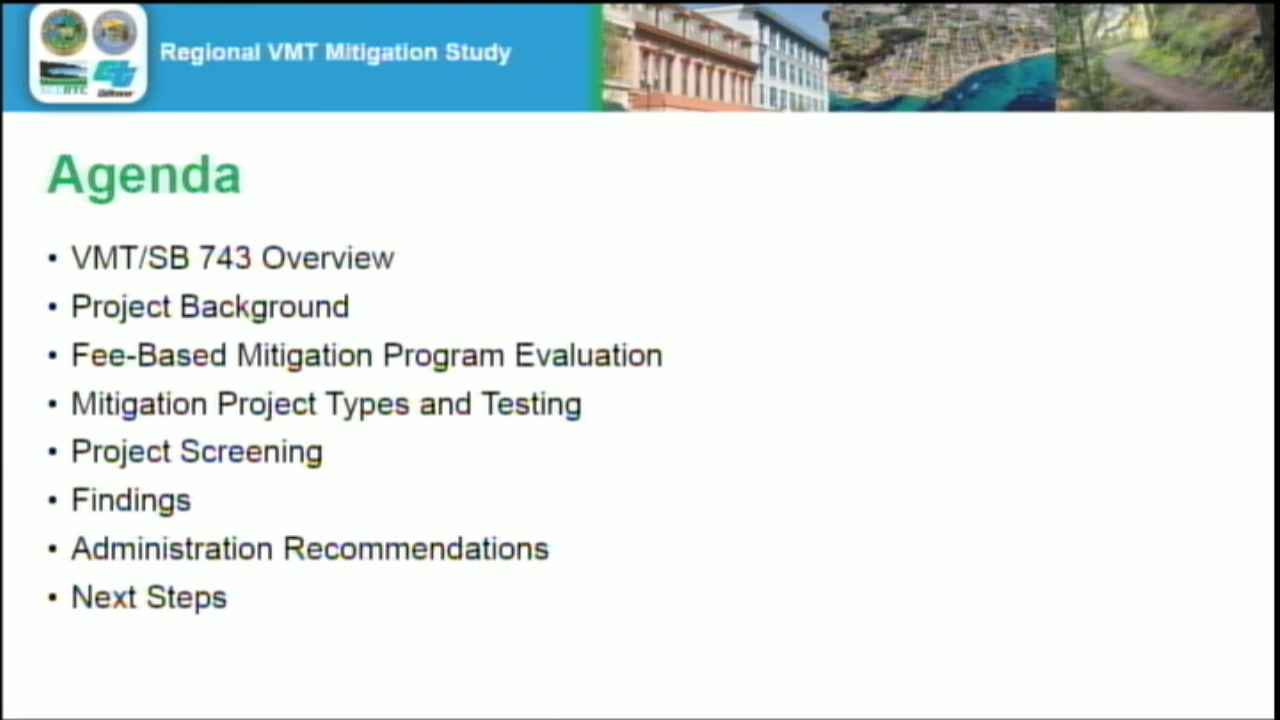 Regional VMT Mitigation Study
Agenda
• VMT/SB 743 Overview
• Project Background
• Fee-Based Mitigation Program Evaluation
• Mitigation Project Types and Testing
• Project Screening
• Findings
• Administration Recommendations
• Next Steps